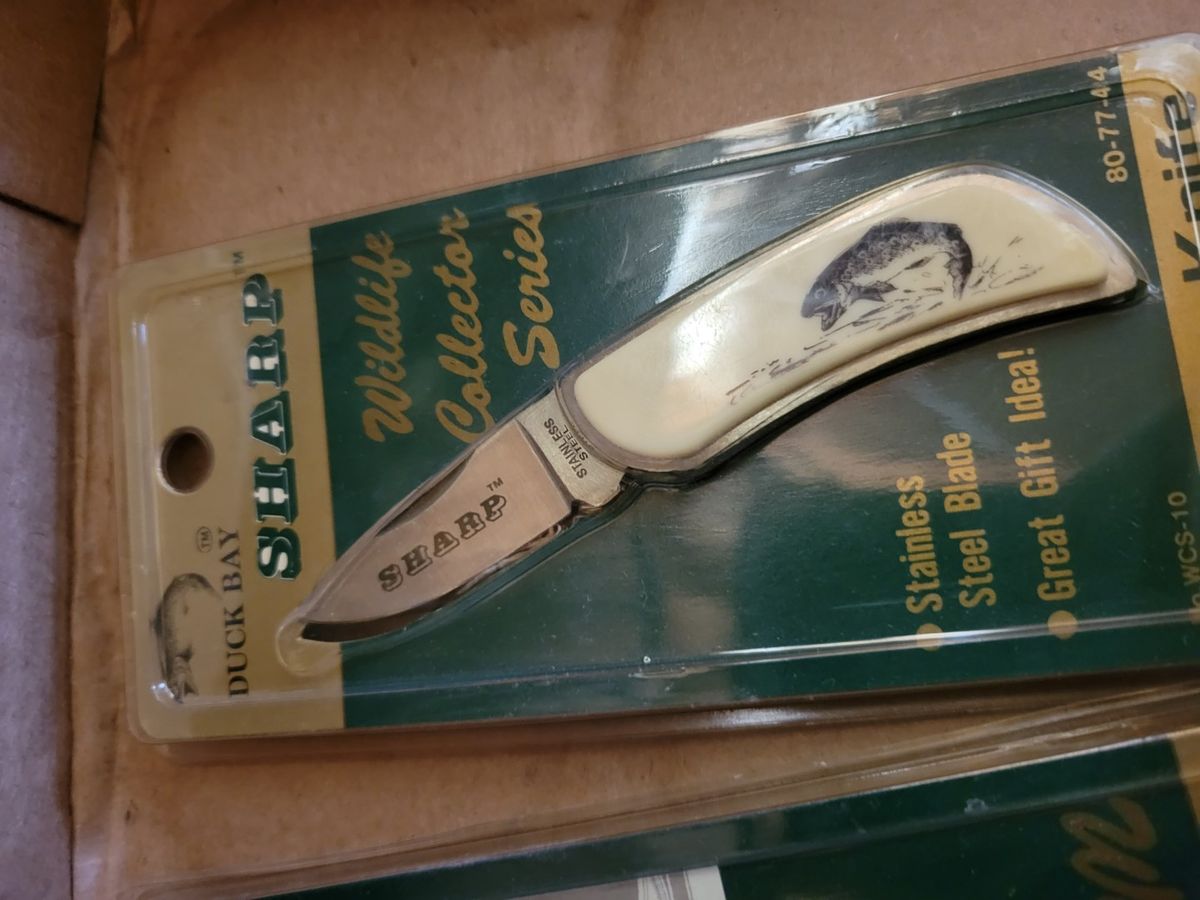 DUCK BAY™
SHARP™
Wildlife
Collector
Series
SHARP™
STAINLESS
STEEL
• Stainless
Steel Blade
• Great Gift Idea!
80-77-44
WCS-10
Knife